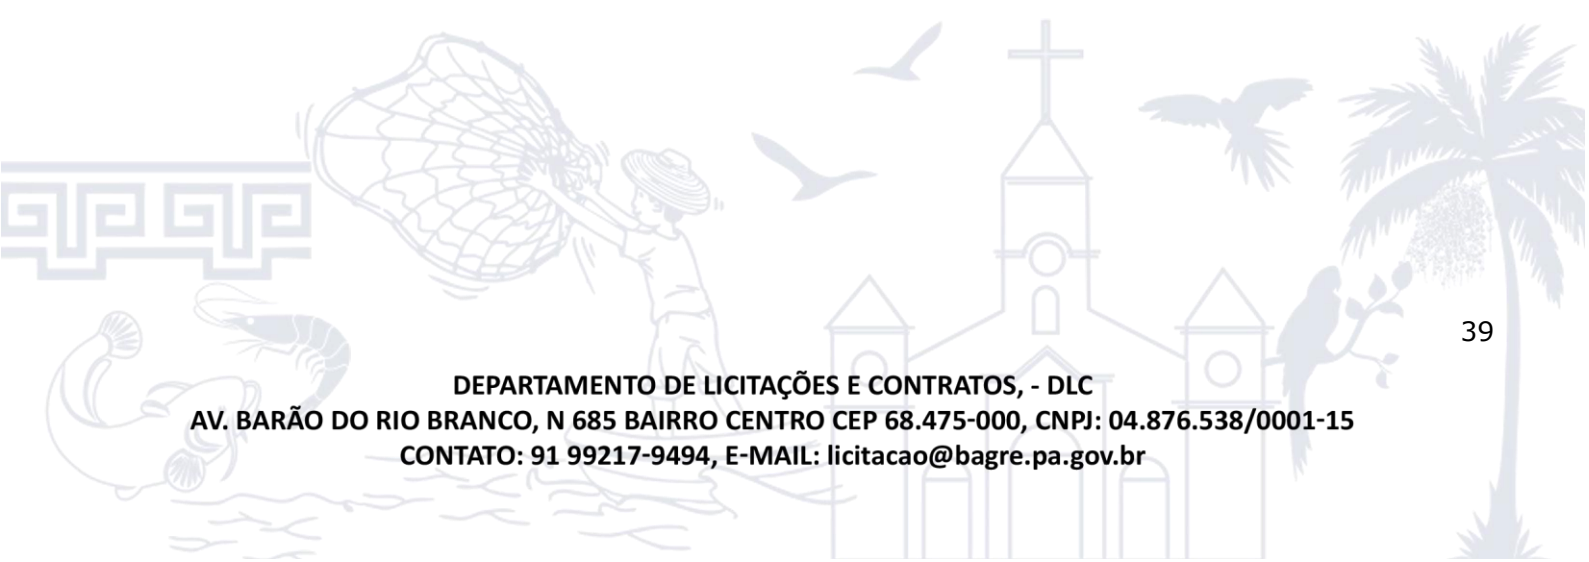 39
DEPARTAMENTO DE LICITAÇÕES E CONTRATOS, - DLC
AV. BARÃO DO RIO BRANCO, N 685 BAIRRO CENTRO CEP 68.475-000, CNPJ: 04.876.538/0001-15
CONTATO: 91 99217-9494, E-MAIL: licitacao@bagre.pa.gov.br